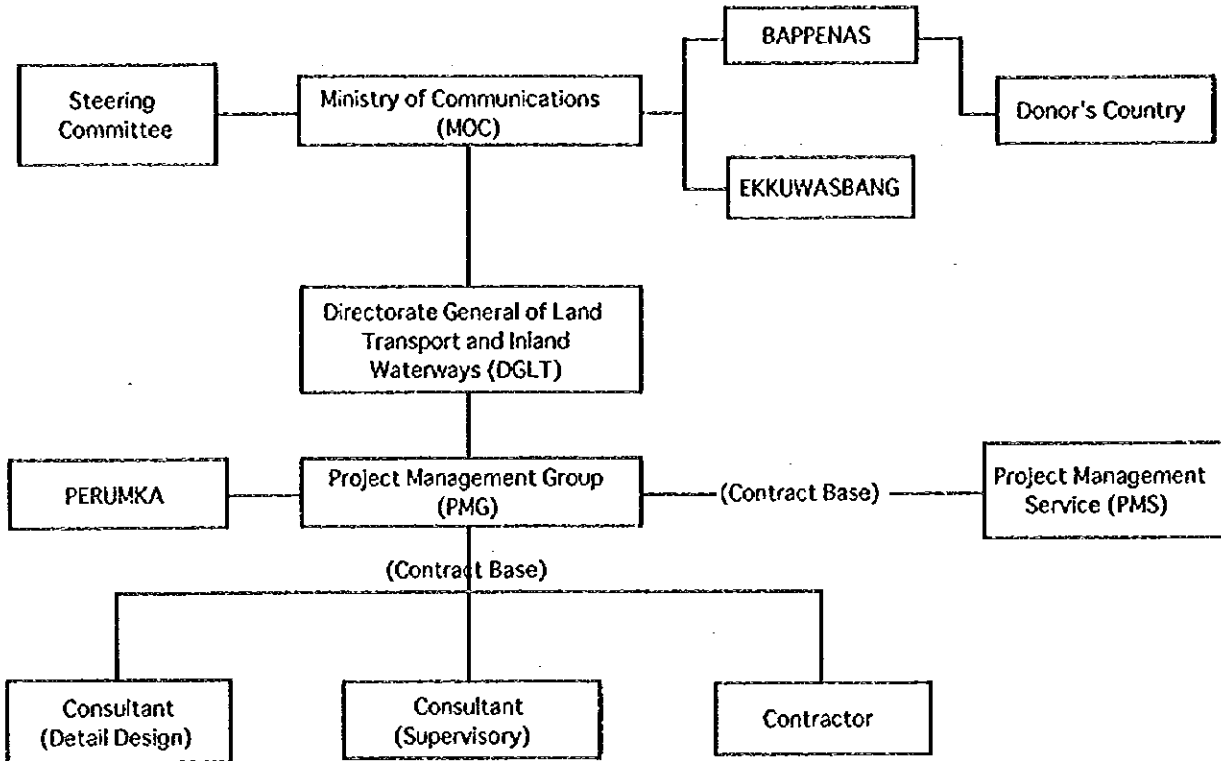 BAPPENAS
Steering
Committee
Ministry of Communications
(MOC)
Donor's Country
EKKUWASBANG
Directorate General of Land
Transport and Inland
Waterways (DGLT)
PERUMKA
Project Management Group
(PMG)
(Contract Base)
Project Management
Service (PMS)
(Contract Base)
Consultant
(Detail Design)
Consultant
(Supervisory)
Contractor